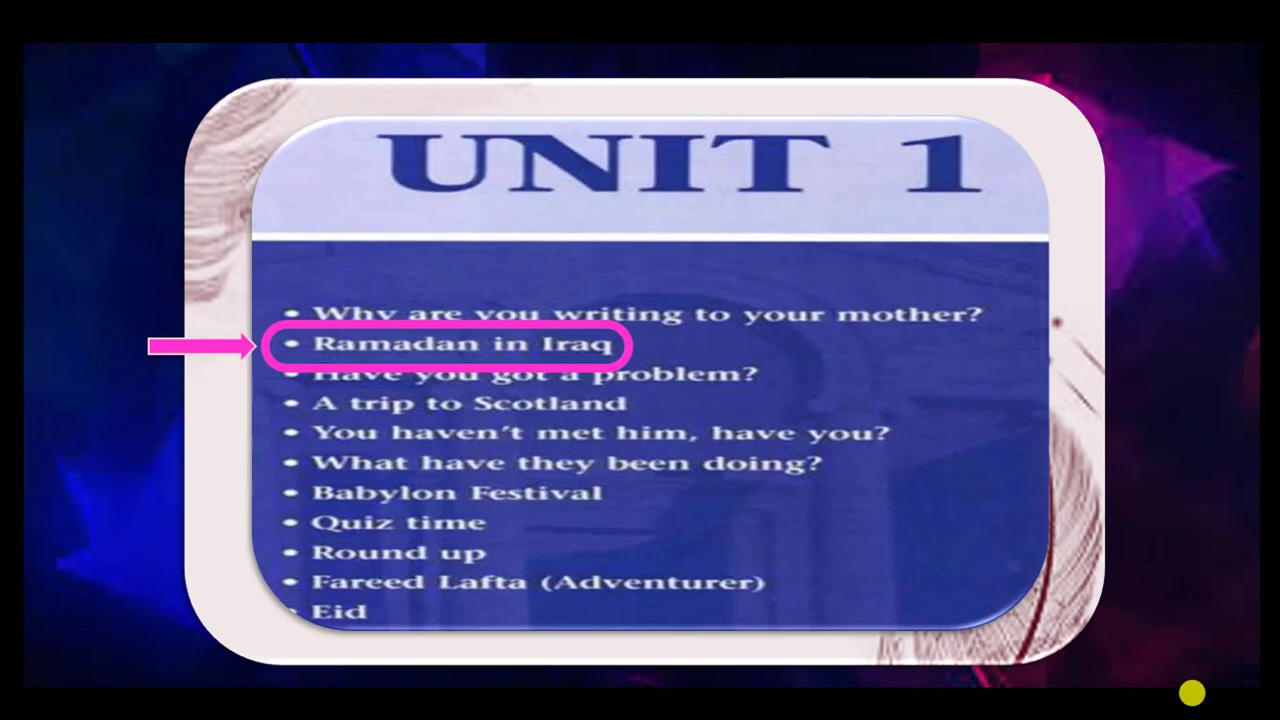 UNIT 1
• Why are you writing to your mother?
• Ramadan in Iraq
• Have you got a problem?
• A trip to Scotland
• You haven't met him, have you?
• What have they been doing?
• Babylon Festival
• Quiz time
• Round up
• Fareed Lafta (Adventurer)
• Eid